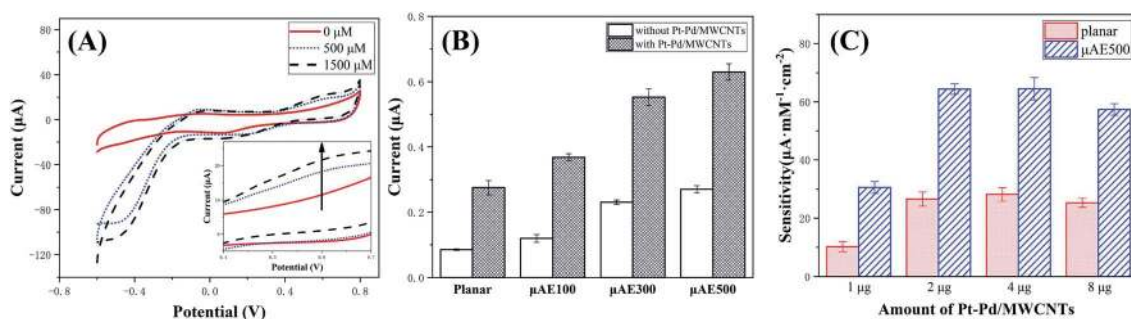 (A)
0 μM
500 μM
1500 μM
Current (μA)
80
40
0
-40
-80
-120
-0.8
-0.4
0.0
0.4
0.8
Potential (V)
Current (μA)
Potential (V)
(B)
without Pt-Pd/MWCNTs
with Pt-Pd/MWCNTs
Current (μA)
0.8
0.6
0.4
0.2
0.0
Planar
μAE100
μAE300
μAE500
(C)
planar
μAE500
Sensitivity(μA·mM⁻¹·cm⁻²)
80
60
40
20
0
1 μg
2 μg
4 μg
8 μg
Amount of Pt-Pd/MWCNTs